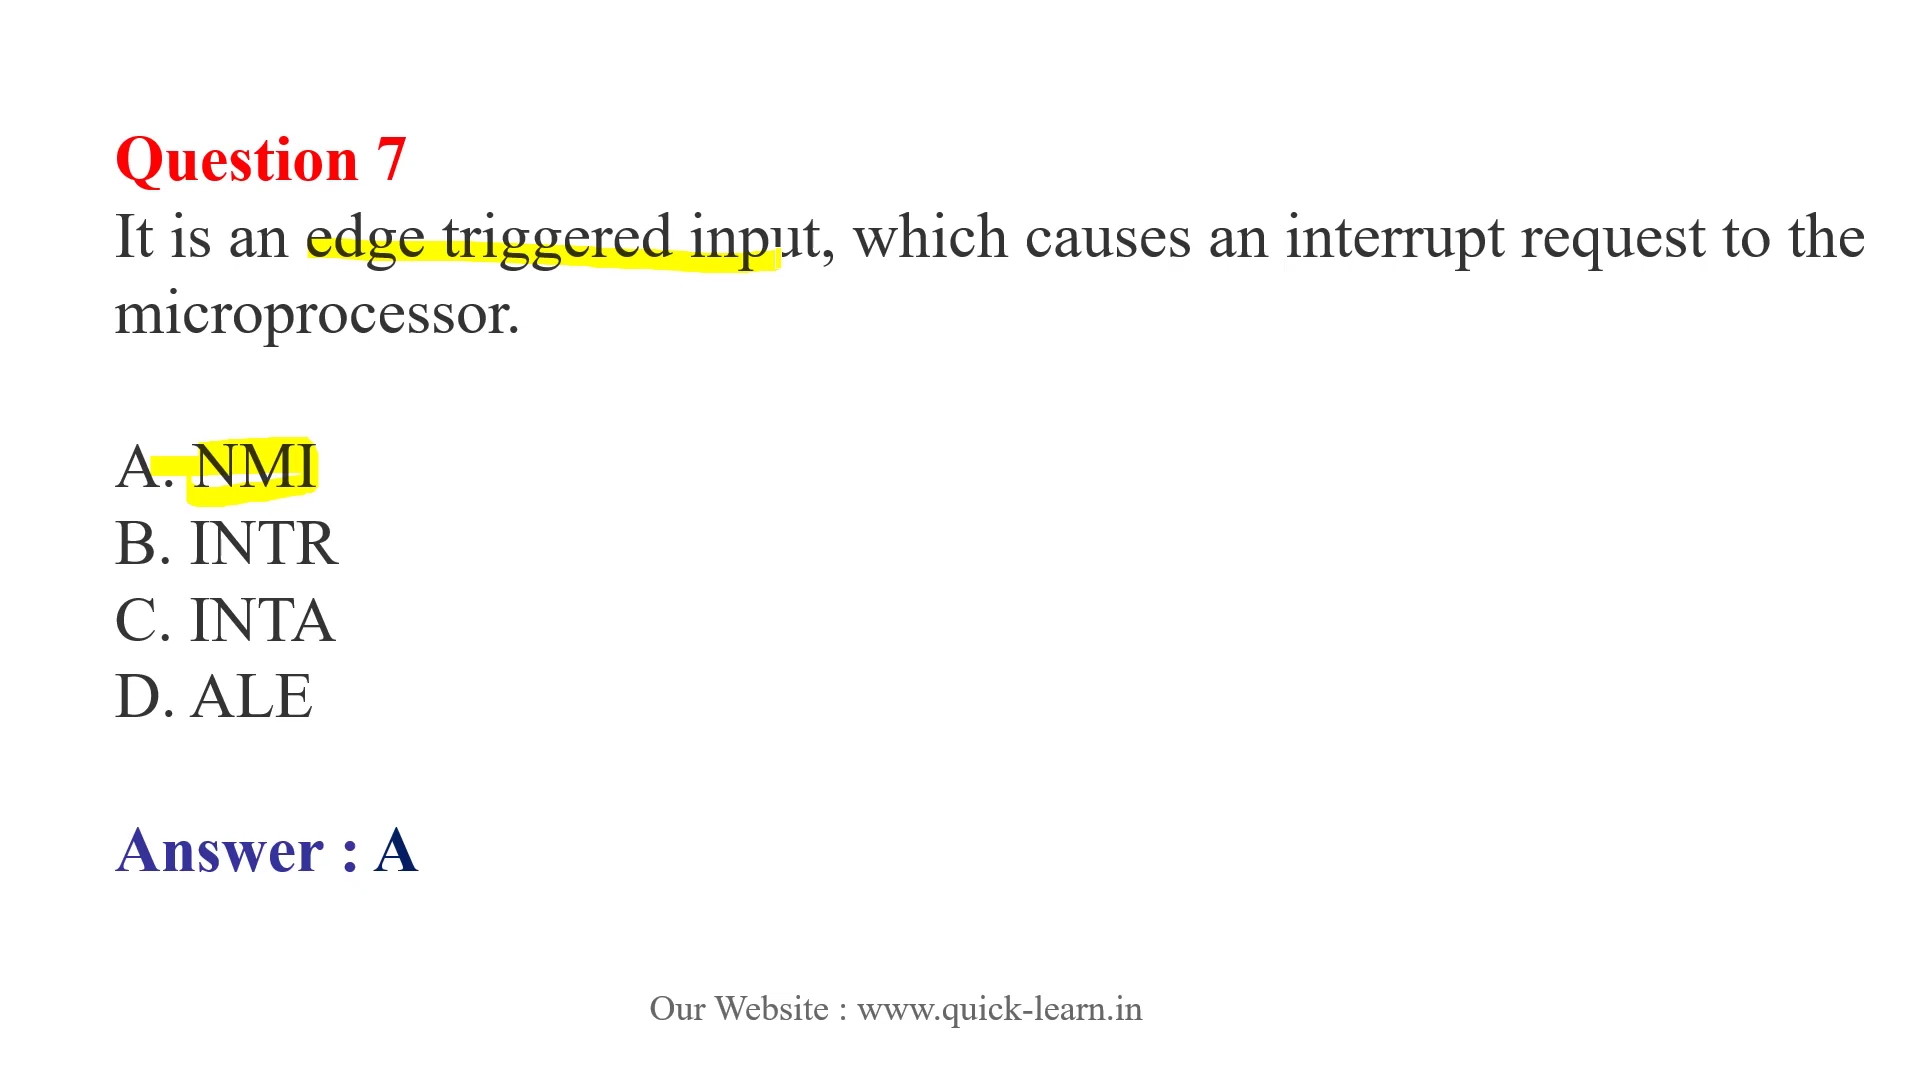 Question 7
It is an edge triggered input, which causes an interrupt request to the
microprocessor.
A. NMI
B. INTR
C. INTA
D. ALE
Answer : A
Our Website : www.quick-learn.in